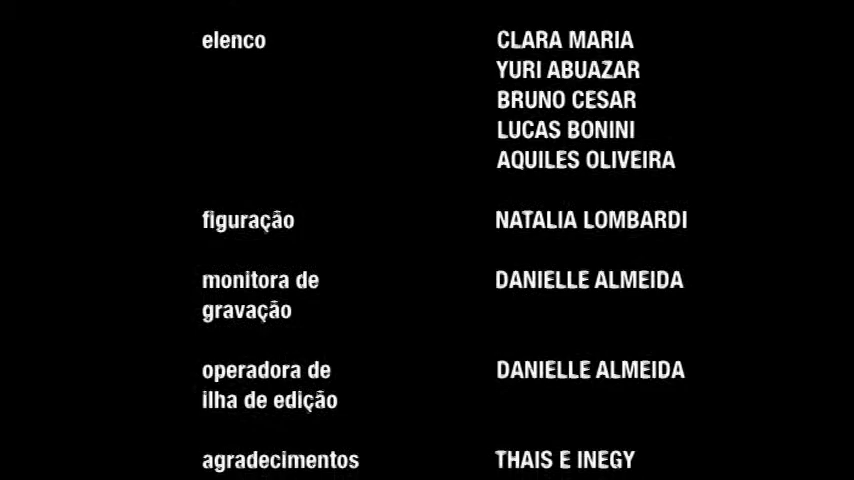 elenco CLARA MARIA
YURI ABUAZAR
BRUNO CESAR
LUCAS BONINI
AQUILES OLIVEIRA
figuração NATALIA LOMBARDI
monitora de DANIELLE ALMEIDA
gravação
operadora de DANIELLE ALMEIDA
ilha de edição
agradecimentos THAIS E INEGY